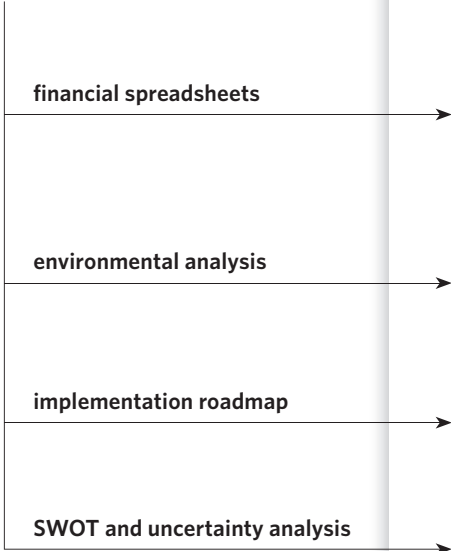 financial spreadsheets
environmental analysis
implementation roadmap
SWOT and uncertainty analysis